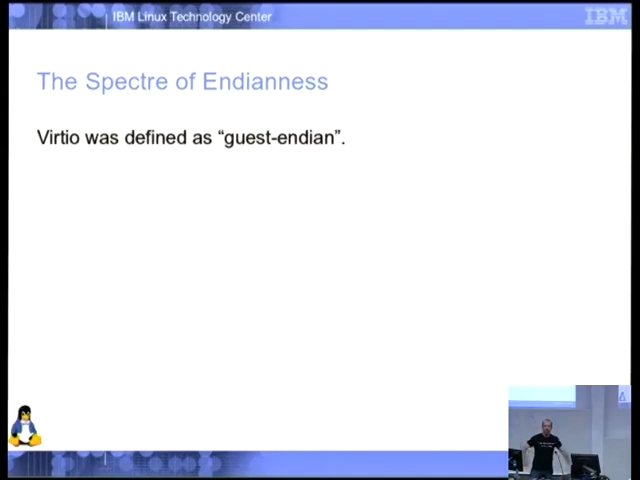 IBM Linux Technology Center
IBM
The Spectre of Endianness
Virtio was defined as “guest-endian”.